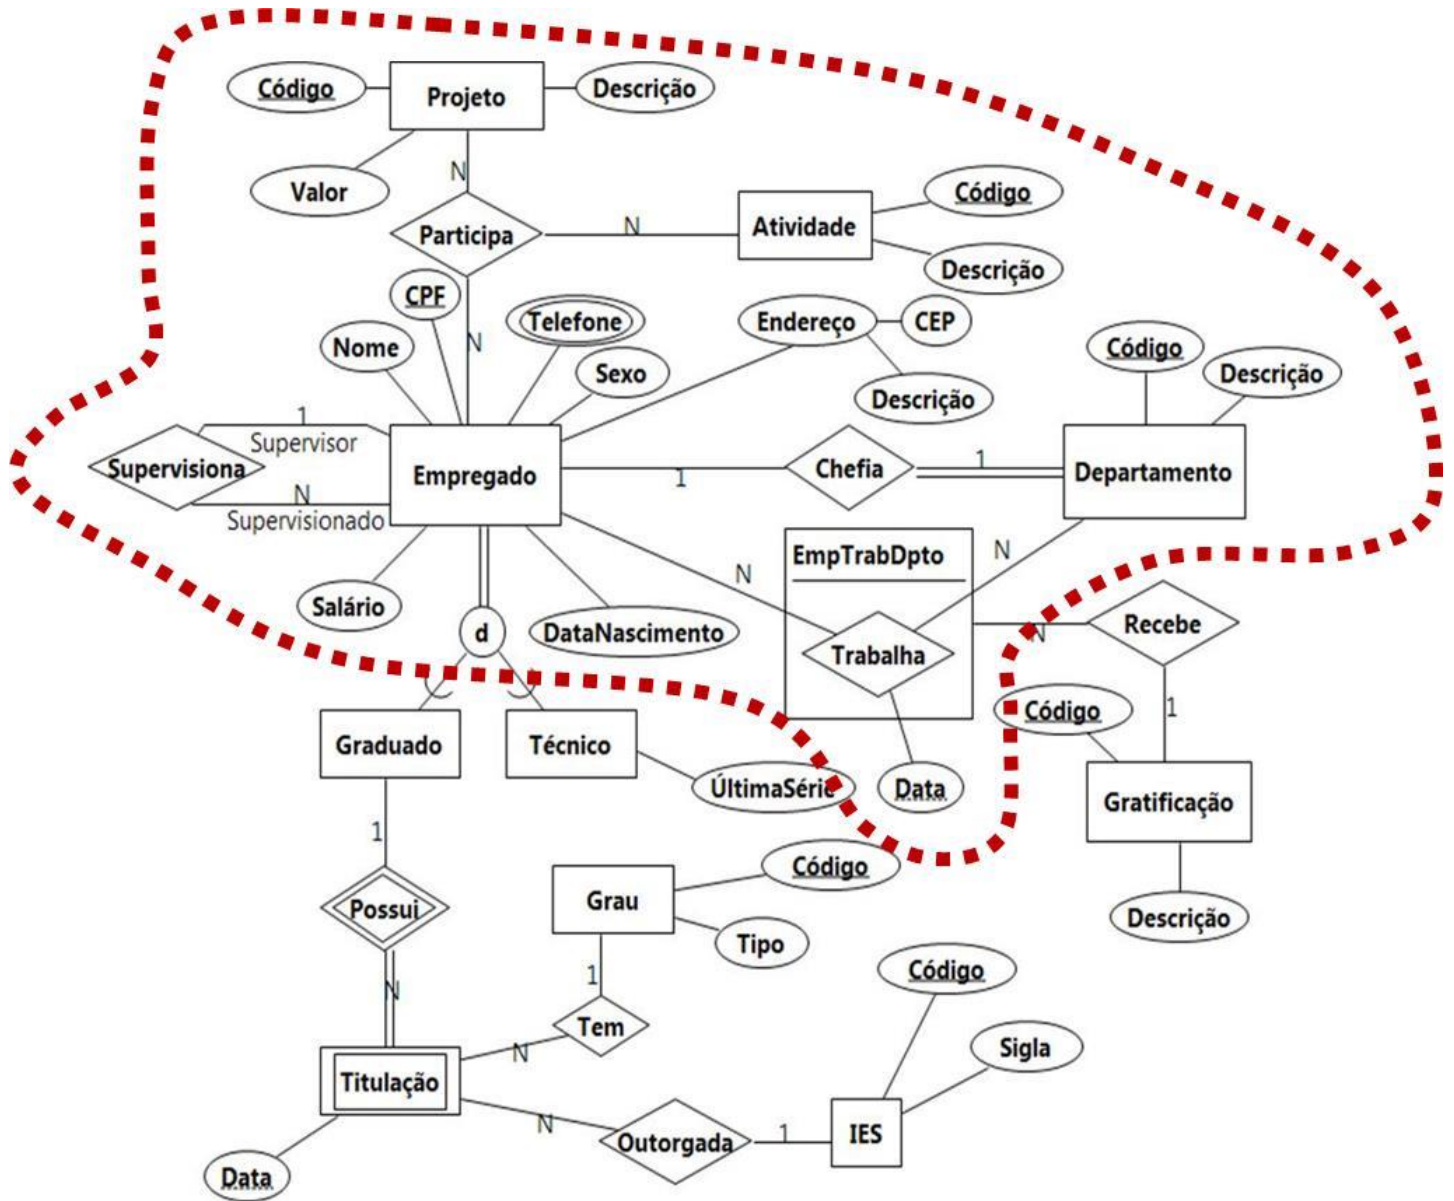 Código
Projeto
Descrição
Valor
N
Participa
N
Atividade
Código
Descrição
CPF
N
Telefone
Endereço
CEP
Nome
Sexo
Descrição
Código
Descrição
1
Supervisor
Supervisiona
N
Supervisionado
Empregado
1
Chefia
1
Departamento
Salário
d
DataNascimento
N
EmpTrabDpto
N
Trabalha
N
Recebe
Data
Graduado
Técnico
ÚltimaSérie
Código
1
Gratificação
Descrição
1
Possui
N
Grau
Código
Tipo
1
Tem
N
Titulação
Data
N
Outorgada
1
IES
Código
Sigla